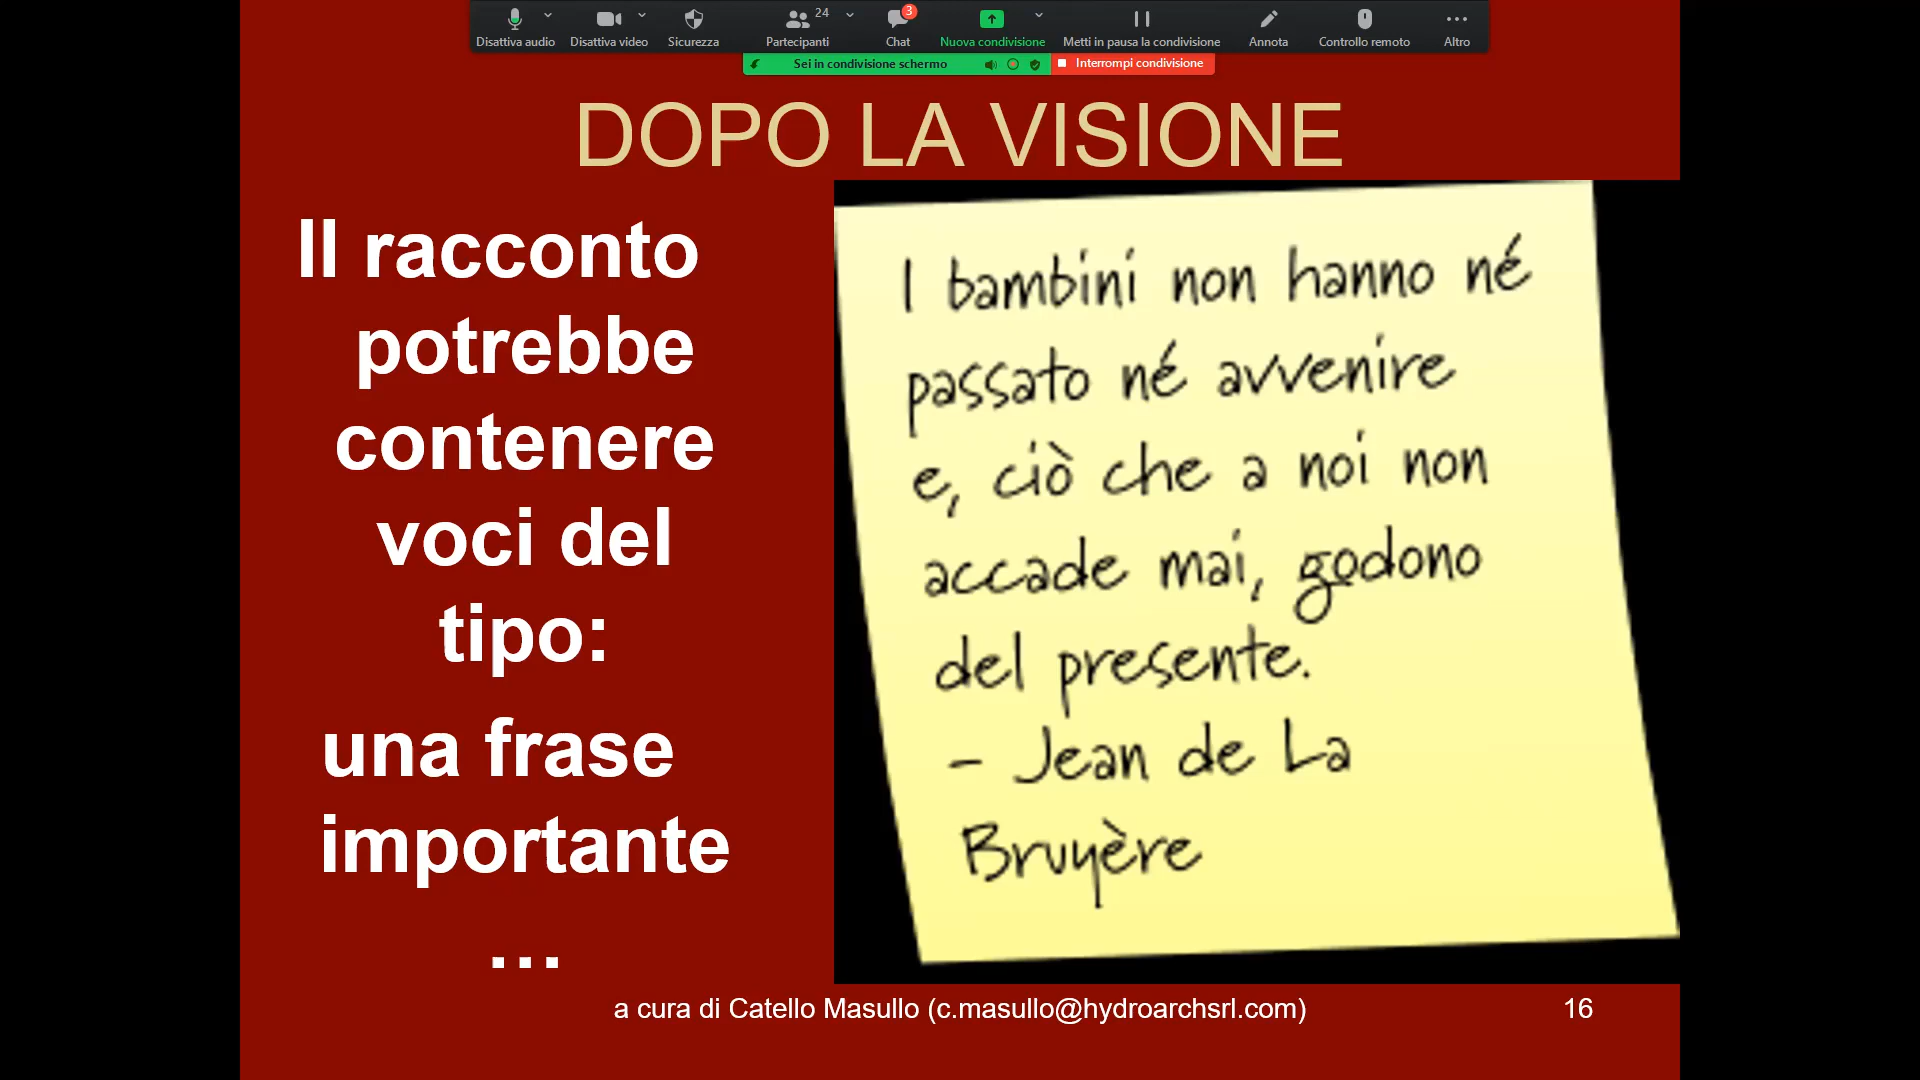 Disattiva audio
Disattiva video
Sicurezza
Partecipanti
24
Chat
3
Nuova condivisione
Metti in pausa la condivisione
Annota
Controllo remoto
Altro
Sei in condivisione schermo
Interrompi condivisione
DOPO LA VISIONE
Il racconto
potrebbe
contenere
voci del
tipo:
una frase
importante
…
I bambini non hanno né
passato né avvenire
e, ciò che a noi non
accade mai, godono
del presente.
– Jean de La
Bruyère
a cura di Catello Masullo (c.masullo@hydroarchsrl.com)
16